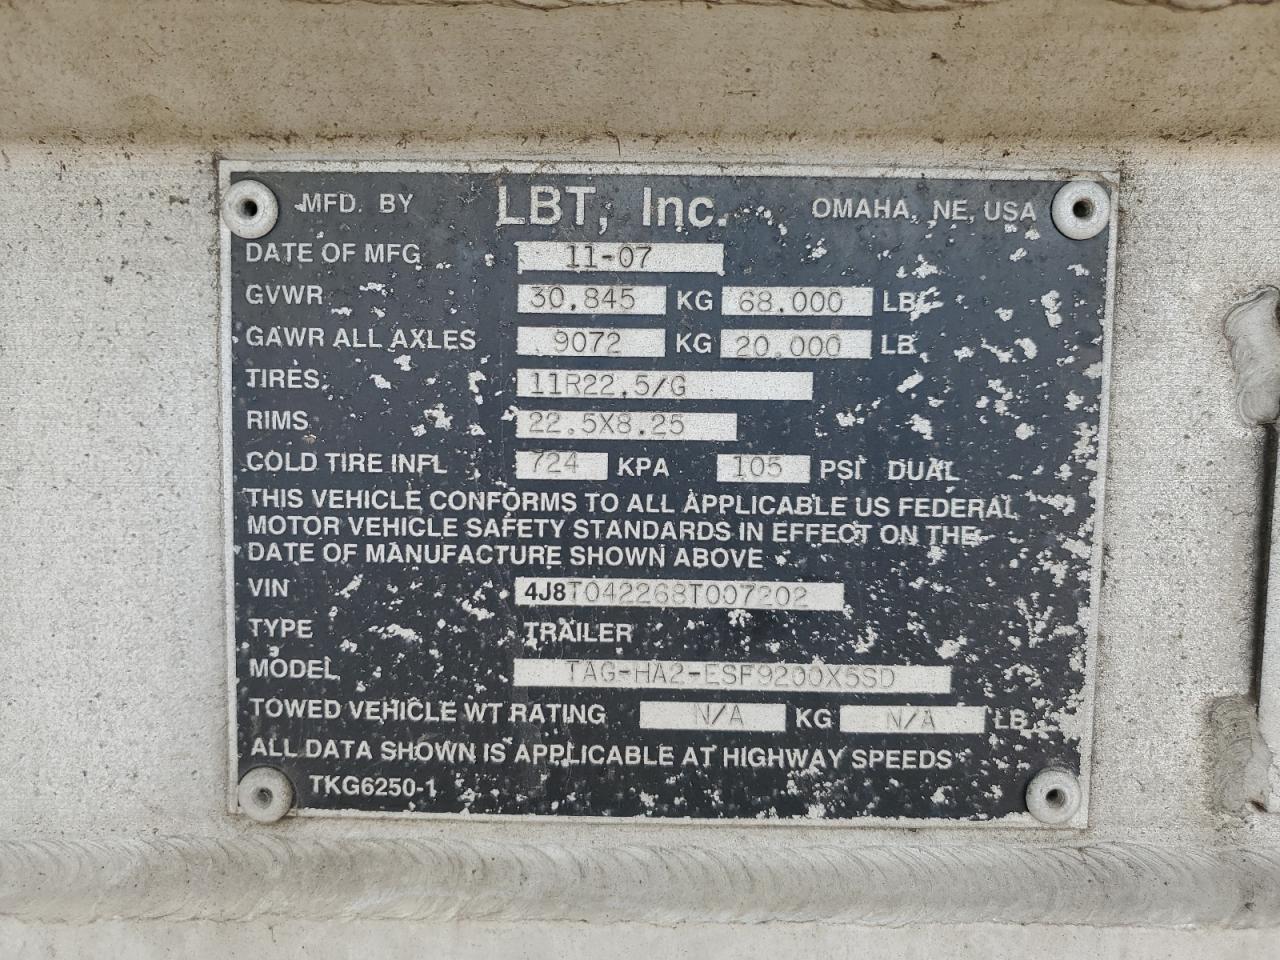 MFD. BY LBT, Inc. OMAHA, NE, USA
DATE OF MFG 11-07
GVWR 30,845 KG 68,000 LB
GAWR ALL AXLES 9072 KG 20,000 LB
TIRES 11R22.5/G
RIMS 22.5X8.25
COLD TIRE INFL 724 KPA 105 PSI DUAL
THIS VEHICLE CONFORMS TO ALL APPLICABLE US FEDERAL
MOTOR VEHICLE SAFETY STANDARDS IN EFFECT ON THE
DATE OF MANUFACTURE SHOWN ABOVE
VIN 4J8T042268T007202
TYPE TRAILER
MODEL TAG-HA2-ESF9200X5SD
TOWED VEHICLE WT RATING N/A KG N/A LB
ALL DATA SHOWN IS APPLICABLE AT HIGHWAY SPEEDS
TKG6250-1